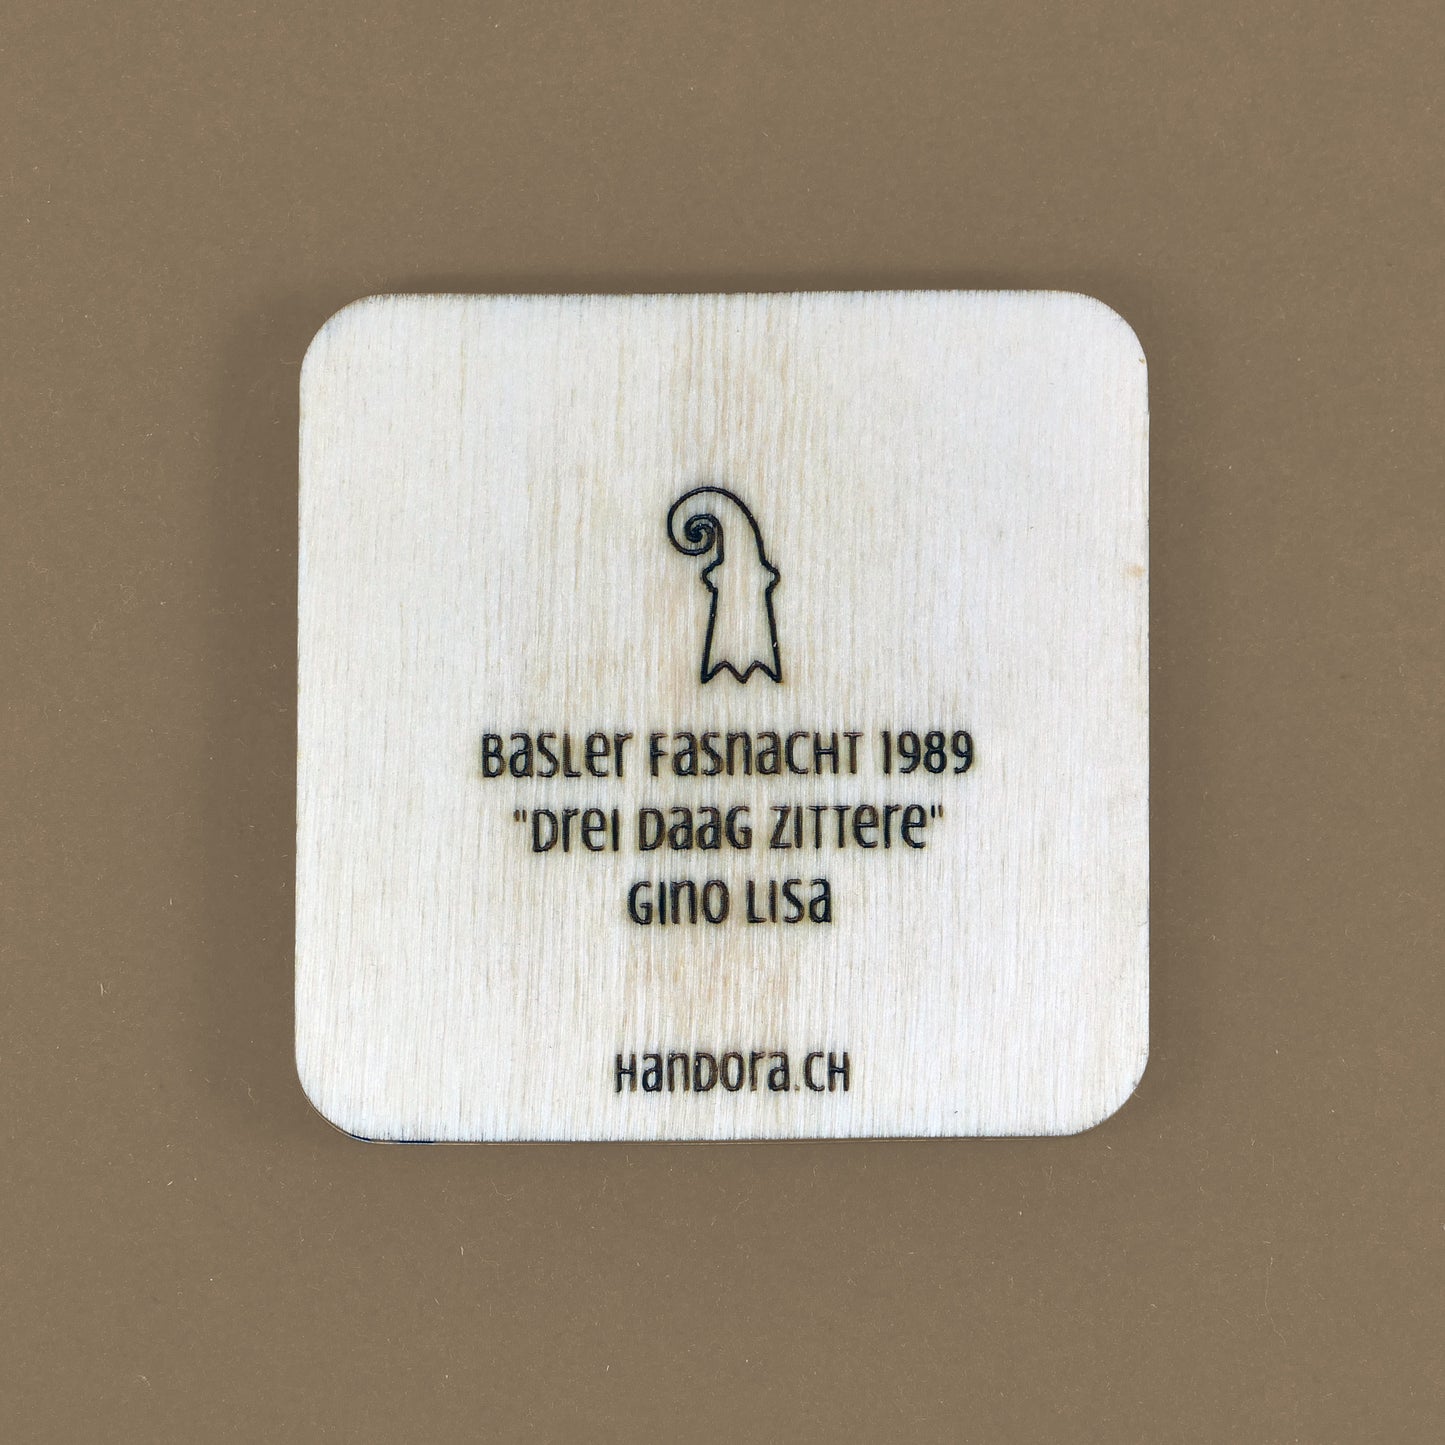 Basler Fasnacht 1989
"Drei Daag Zittere"
Gino Lisa
Handora.ch